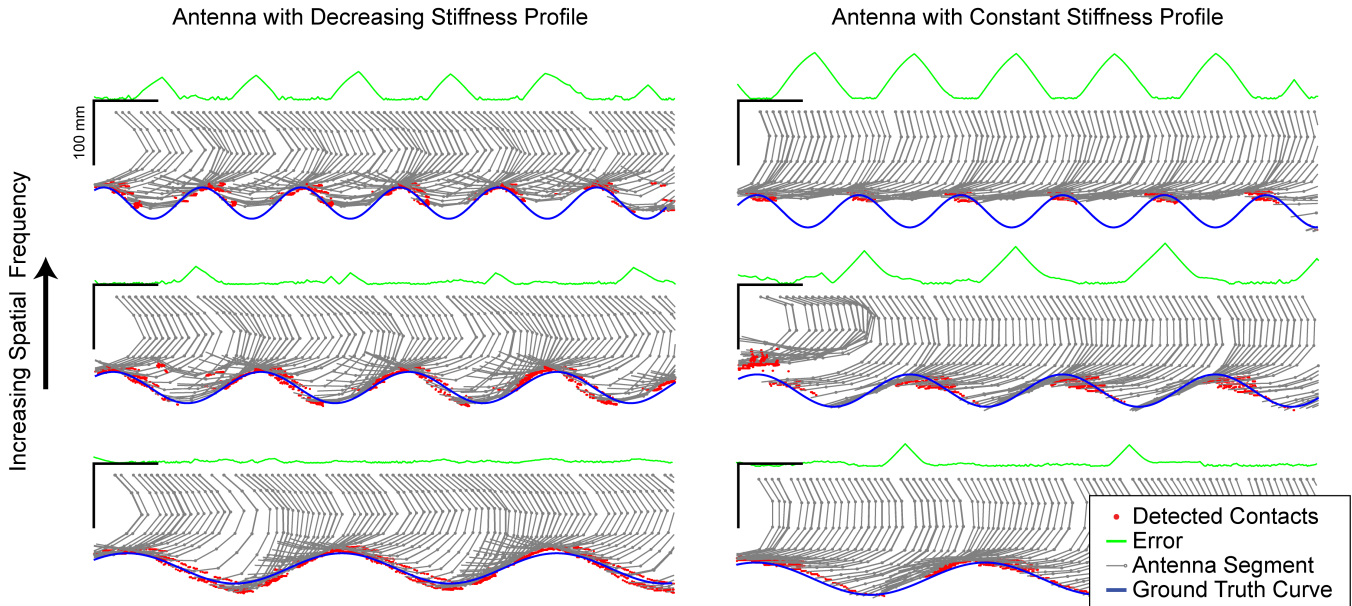 Antenna with Decreasing Stiffness Profile
Antenna with Constant Stiffness Profile
100 mm
Increasing Spatial Frequency
Detected Contacts
Error
Antenna Segment
Ground Truth Curve